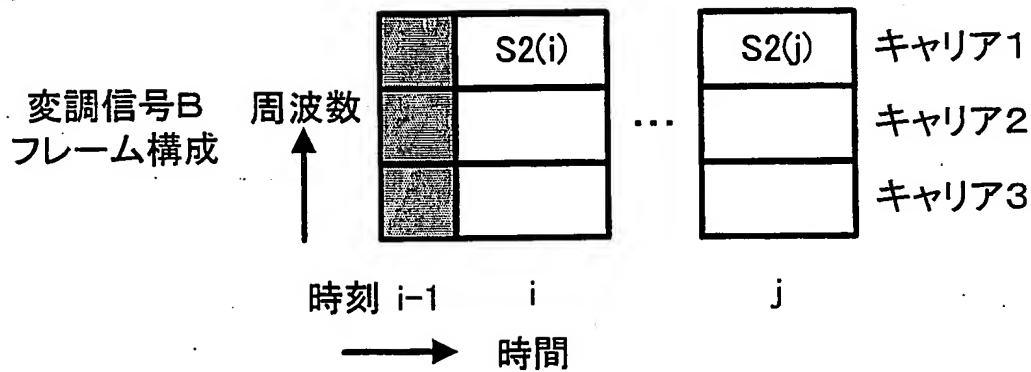 S2(i)
S2(j)
キャリア1
変調信号B
フレーム構成
周波数
…
キャリア2
キャリア3
時刻 i-1
i
j
時間